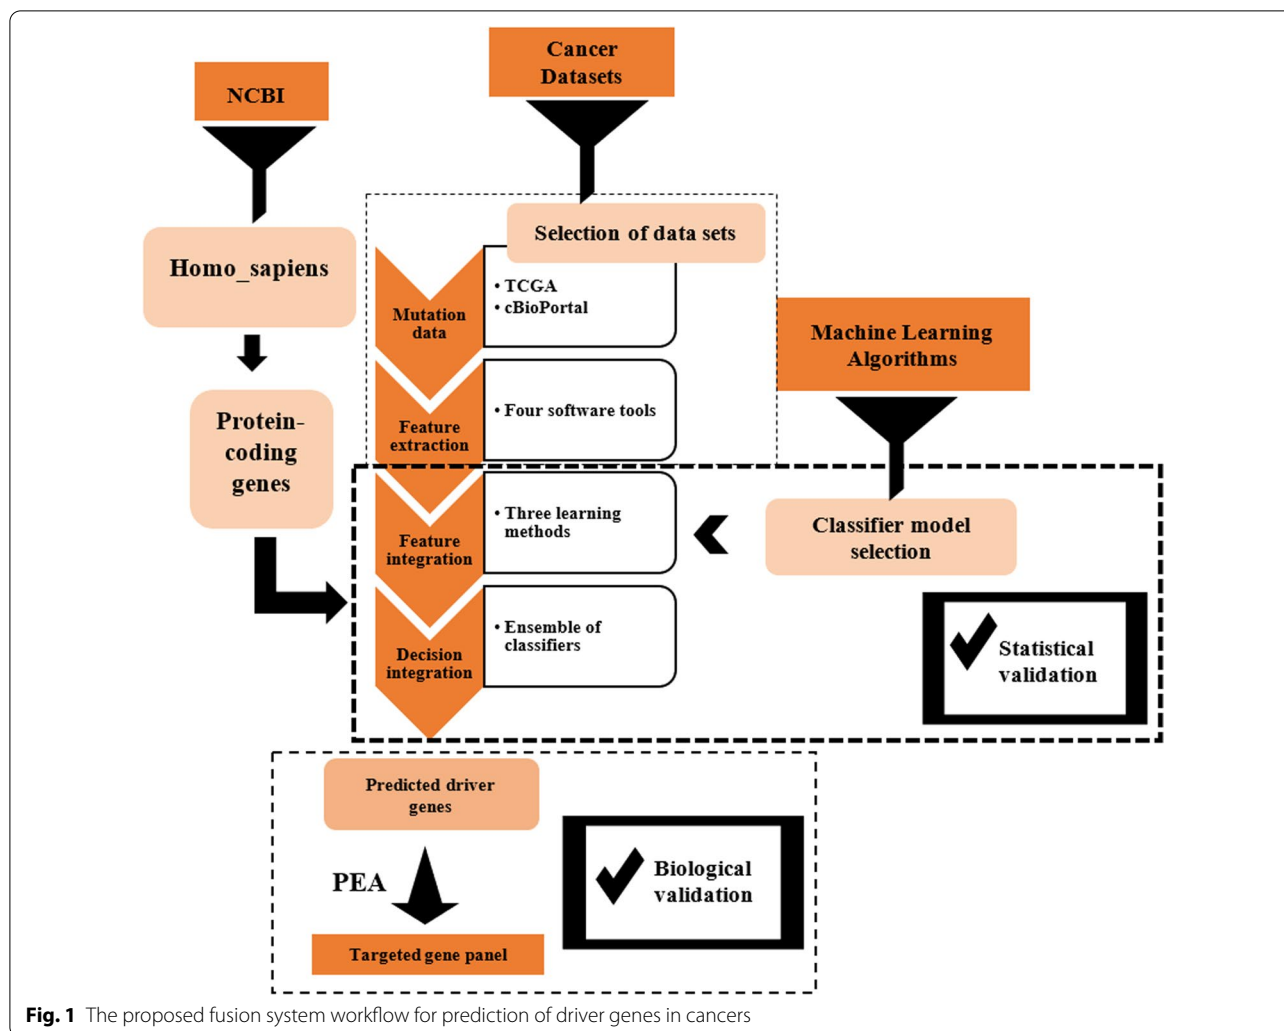 NCBI
Cancer
Datasets
Homo_sapiens
Protein-
coding
genes
Selection of data sets
Mutation
data
• TCGA
• cBioPortal
Feature
extraction
• Four software tools
Machine Learning
Algorithms
Feature
integration
• Three learning
methods
Classifier model
selection
Decision
integration
• Ensemble of
classifiers
Statistical
validation
Predicted driver
genes
PEA
Targeted gene panel
Biological
validation
Fig. 1 The proposed fusion system workflow for prediction of driver genes in cancers